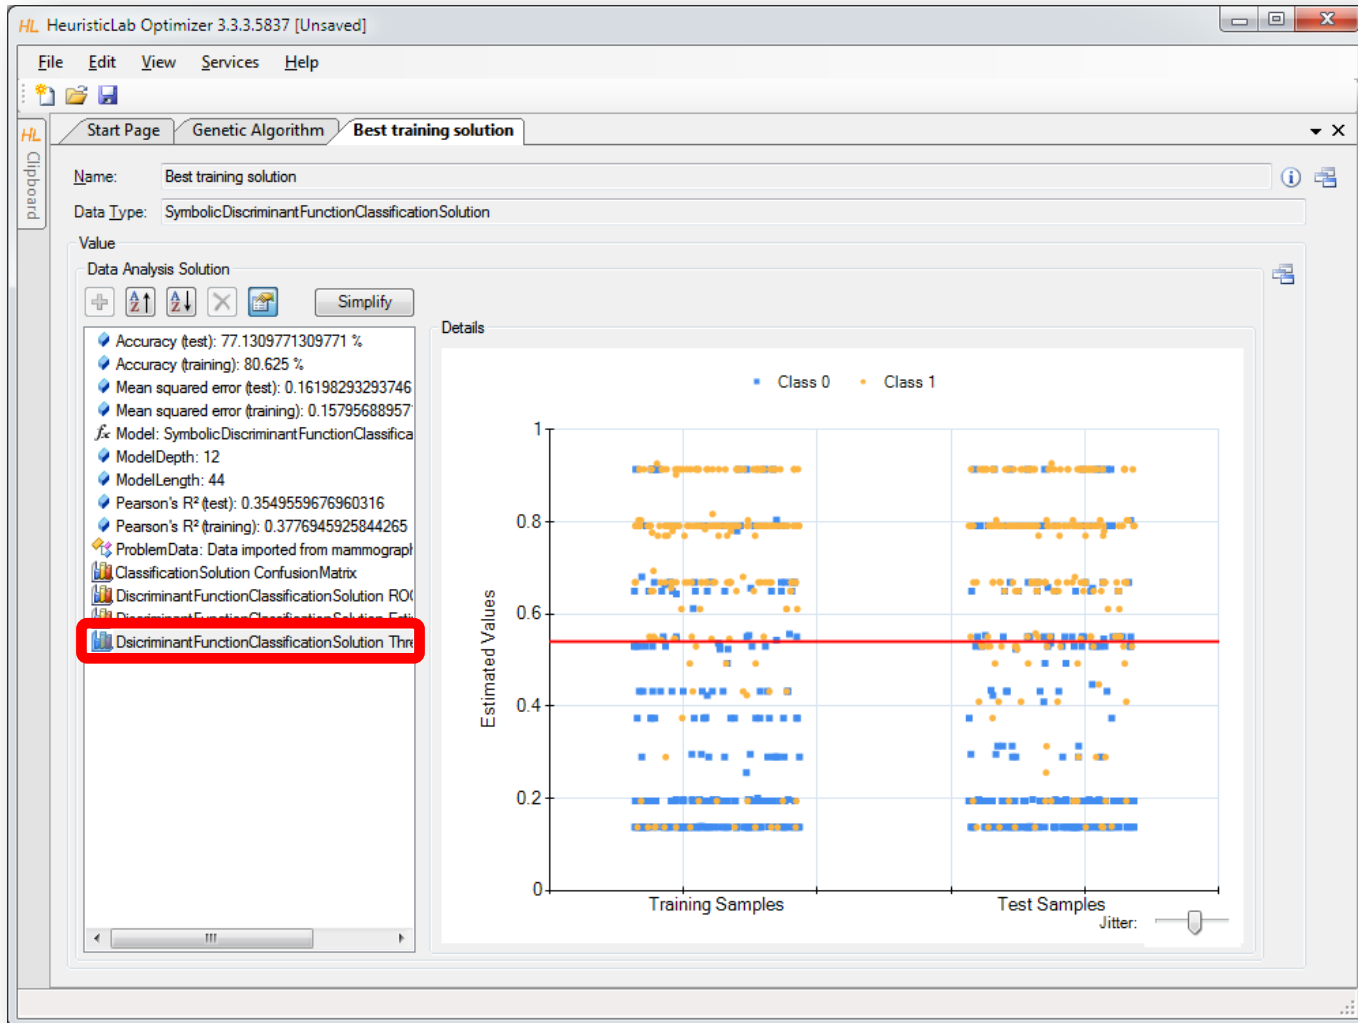 HL HeuristicLab Optimizer 3.3.3.5837 [Unsaved]
File Edit View Services Help
HL Clipboard
Start Page Genetic Algorithm Best training solution
Name: Best training solution
Data Type: SymbolicDiscriminantFunctionClassificationSolution
Value
Data Analysis Solution
Simplify
Accuracy (test): 77.1309771309771 %
Accuracy (training): 80.625 %
Mean squared error (test): 0.16198293293746
Mean squared error (training): 0.1579568895
Model: SymbolicDiscriminantFunctionClassifica
ModelDepth: 12
ModelLength: 44
Pearson's R² (test): 0.3549559676960316
Pearson's R² (training): 0.3776945925844265
ProblemData: Data imported from mammograph
ClassificationSolution ConfusionMatrix
DiscriminantFunctionClassificationSolution ROC
DiscriminantFunctionClassificationSolution Esti
DsicriminantFunctionClassificationSolution Thre
Details
Class 0 Class 1
Estimated Values
1
0.8
0.6
0.4
0.2
0
Training Samples Test Samples
Jitter: